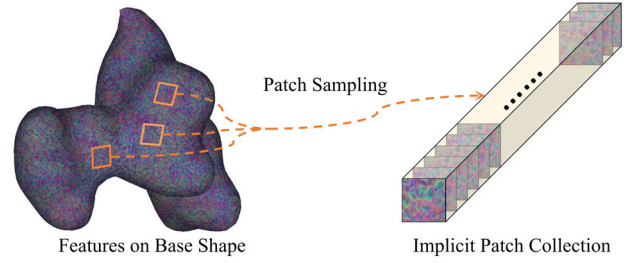 Patch Sampling
Features on Base Shape
Implicit Patch Collection